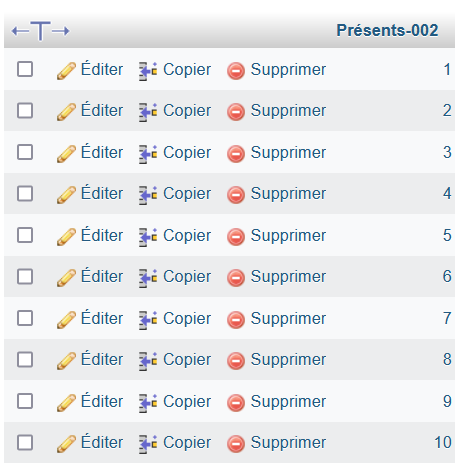 Présents-002
Éditer Copier Supprimer 1
Éditer Copier Supprimer 2
Éditer Copier Supprimer 3
Éditer Copier Supprimer 4
Éditer Copier Supprimer 5
Éditer Copier Supprimer 6
Éditer Copier Supprimer 7
Éditer Copier Supprimer 8
Éditer Copier Supprimer 9
Éditer Copier Supprimer 10